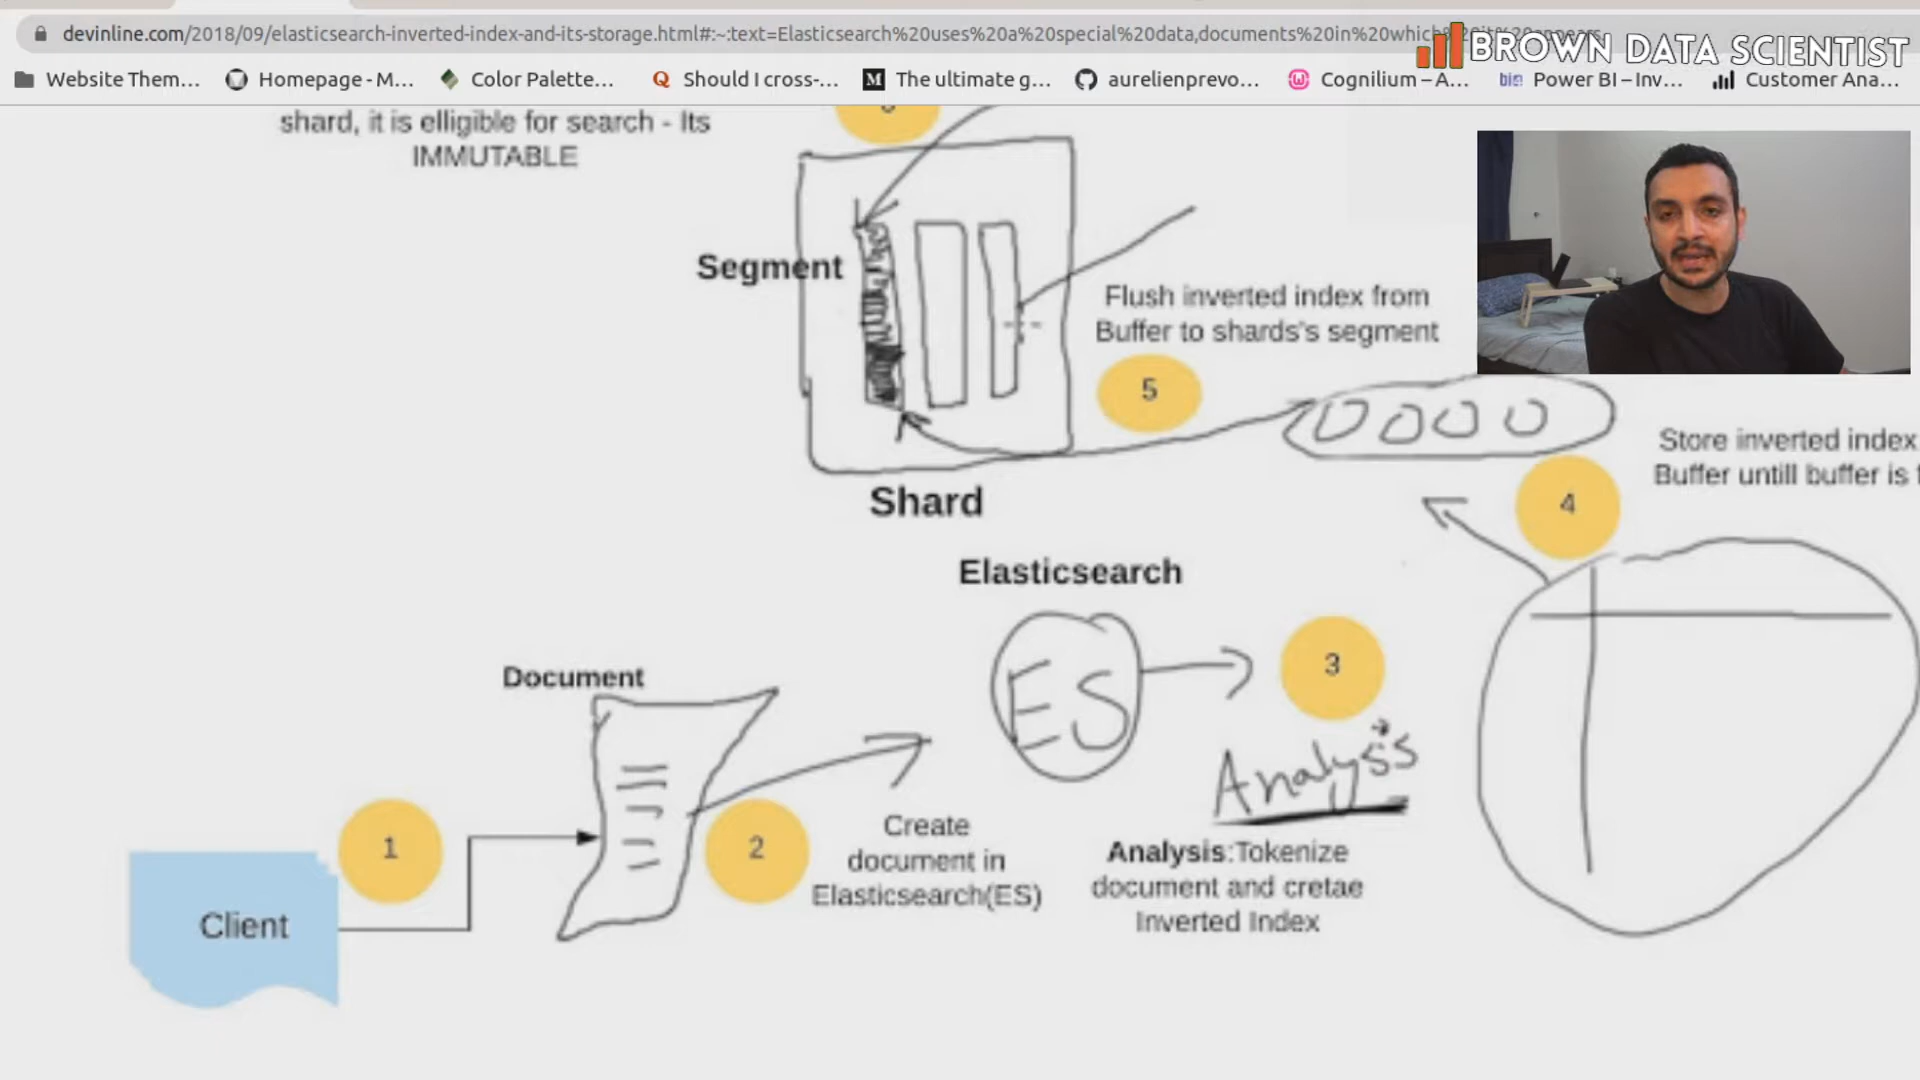 devinline.com/2018/09/elasticsearch-inverted-index-and-its-storage.html#:~:text=Elasticsearch%20uses%20a%20special%20data,documents%20in%20which%20it%20appears.
BROWN DATA SCIENTIST
Website Them... Homepage - M... Color Palette... Should I cross-... The ultimate g... aurelienprevo... Cognilium – A... Power BI – Inv... Customer Ana...
shard, it is elligible for search - Its
IMMUTABLE
Segment
Flush inverted index from
Buffer to shards's segment
5
Store inverted index
Buffer untill buffer is
4
Shard
Elasticsearch
ES
3
Analysis
Document
1
2
Create
document in
Elasticsearch(ES)
Analysis:Tokenize
document and cretae
Inverted Index
Client